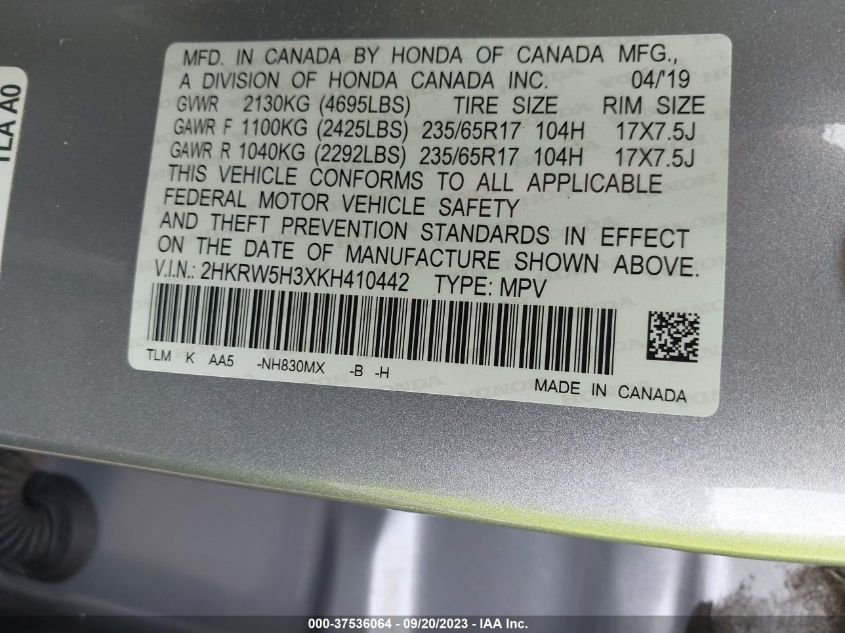 TLA A0
MFD. IN CANADA BY HONDA OF CANADA MFG.,
A DIVISION OF HONDA CANADA INC. 04/'19
GVWR 2130KG (4695LBS) TIRE SIZE RIM SIZE
GAWR F 1100KG (2425LBS) 235/65R17 104H 17X7.5J
GAWR R 1040KG (2292LBS) 235/65R17 104H 17X7.5J
THIS VEHICLE CONFORMS TO ALL APPLICABLE
FEDERAL MOTOR VEHICLE SAFETY
AND THEFT PREVENTION STANDARDS IN EFFECT
ON THE DATE OF MANUFACTURE SHOWN ABOVE.
V.I.N.: 2HKRW5H3XKH410442 TYPE: MPV
TLM K AA5 -NH830MX -B -H
MADE IN CANADA
000-37536064 - 09/20/2023 - IAA Inc.